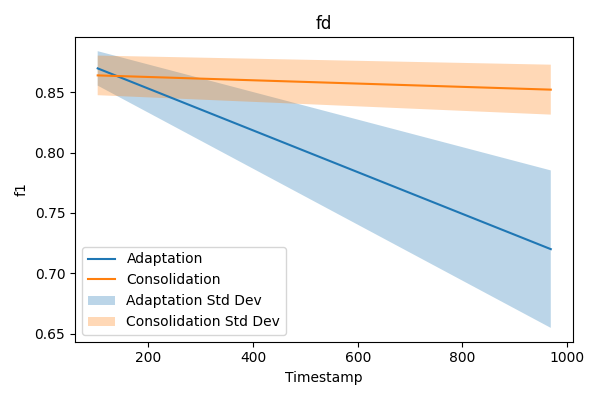 fd
f1
0.85
0.80
0.75
0.70
0.65
Adaptation
Consolidation
Adaptation Std Dev
Consolidation Std Dev
200
400
600
800
1000
Timestamp